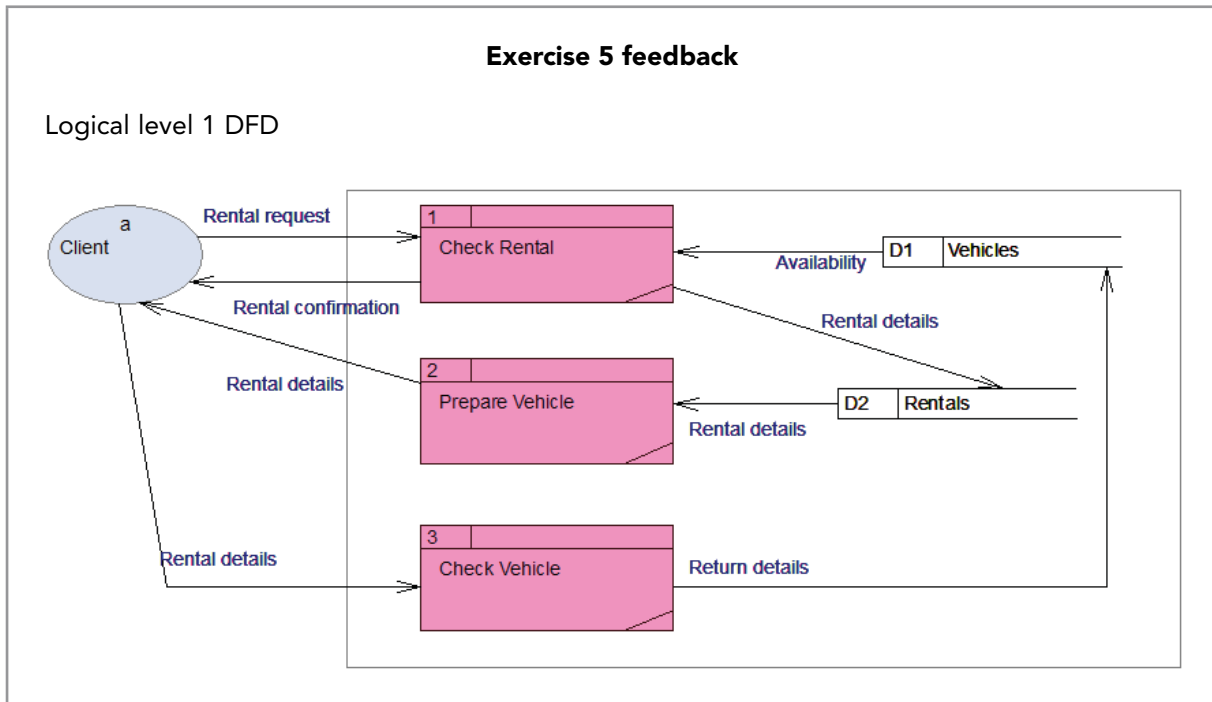 Exercise 5 feedback
Logical level 1 DFD
a
Client
Rental request
1
Check Rental
Availability
D1 Vehicles
Rental confirmation
Rental details
2
Prepare Vehicle
Rental details
D2 Rentals
Rental details
3
Check Vehicle
Rental details
Return details